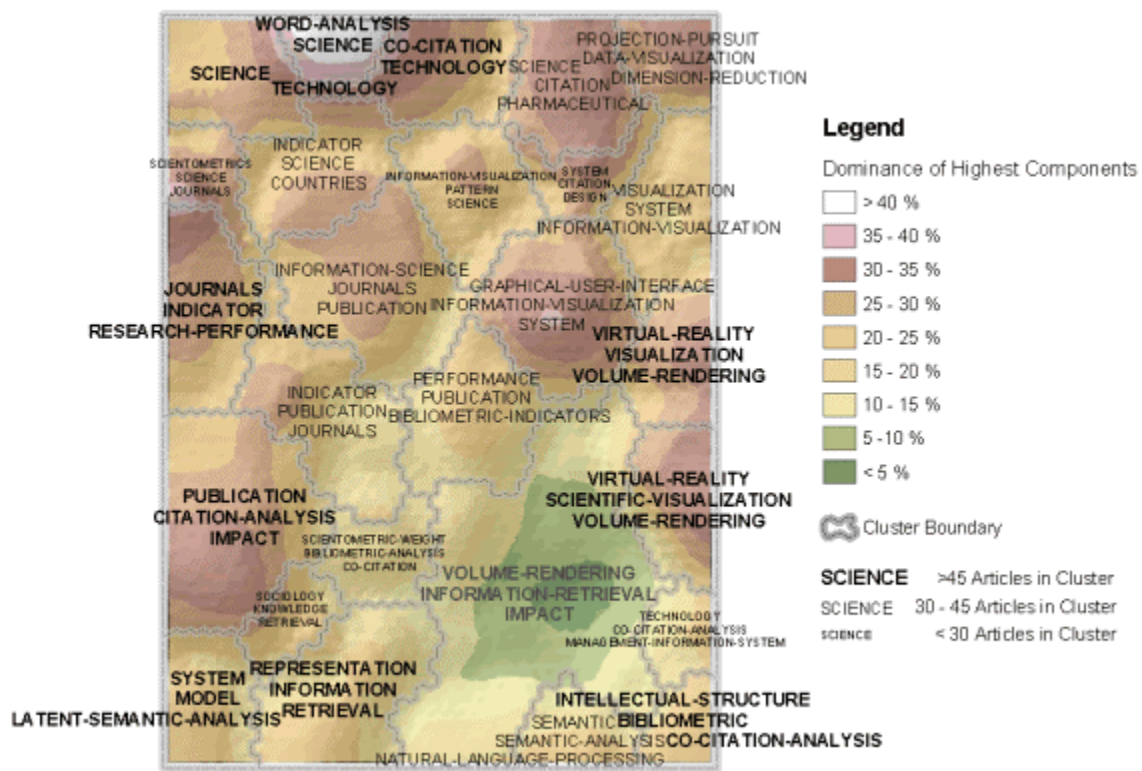 WORD-ANALYSIS
SCIENCE
CO-CITATION
TECHNOLOGY
SCIENCE
TECHNOLOGY
SCIENCE
CITATION
PHARMACEUTICAL
PROJECTION-PURSUIT
DATA-VISUALIZATION
DIMENSION-REDUCTION
SCIENTOMETRICS
SCIENCE
JOURNALS
INDICATOR
SCIENCE
COUNTRIES
INFORMATION-VISUALIZATION
PATTERN
SCIENCE
SYSTEM
CITATION
DESIGN
VISUALIZATION
SYSTEM
INFORMATION-VISUALIZATION
JOURNALS
INDICATOR
RESEARCH-PERFORMANCE
INFORMATION-SCIENCE
JOURNALS
PUBLICATION
GRAPHICAL-USER-INTERFACE
INFORMATION-VISUALIZATION
SYSTEM
VIRTUAL-REALITY
VISUALIZATION
VOLUME-RENDERING
INDICATOR
PUBLICATION
JOURNALS
PERFORMANCE
PUBLICATION
BIBLIOMETRIC-INDICATORS
PUBLICATION
CITATION-ANALYSIS
IMPACT
VIRTUAL-REALITY
SCIENTIFIC-VISUALIZATION
VOLUME-RENDERING
SCIENTOMETRIC-WEIGHT
BIBLIOMETRIC-ANALYSIS
CO-CITATION
VOLUME-RENDERING
INFORMATION-RETRIEVAL
IMPACT
SOCIOLOGY
KNOWLEDGE
RETRIEVAL
TECHNOLOGY
CO-CITATION-ANALYSIS
MANAGEMENT-INFORMATION-SYSTEM
SYSTEM
MODEL
LATENT-SEMANTIC-ANALYSIS
REPRESENTATION
INFORMATION
RETRIEVAL
INTELLECTUAL-STRUCTURE
BIBLIOMETRIC
CO-CITATION-ANALYSIS
SEMANTIC
SEMANTIC-ANALYSIS
NATURAL-LANGUAGE-PROCESSING
Legend
Dominance of Highest Components
> 40 %
35 - 40 %
30 - 35 %
25 - 30 %
20 - 25 %
15 - 20 %
10 - 15 %
5 -10 %
< 5 %
Cluster Boundary
SCIENCE >45 Articles in Cluster
SCIENCE 30 - 45 Articles in Cluster
SCIENCE < 30 Articles in Cluster